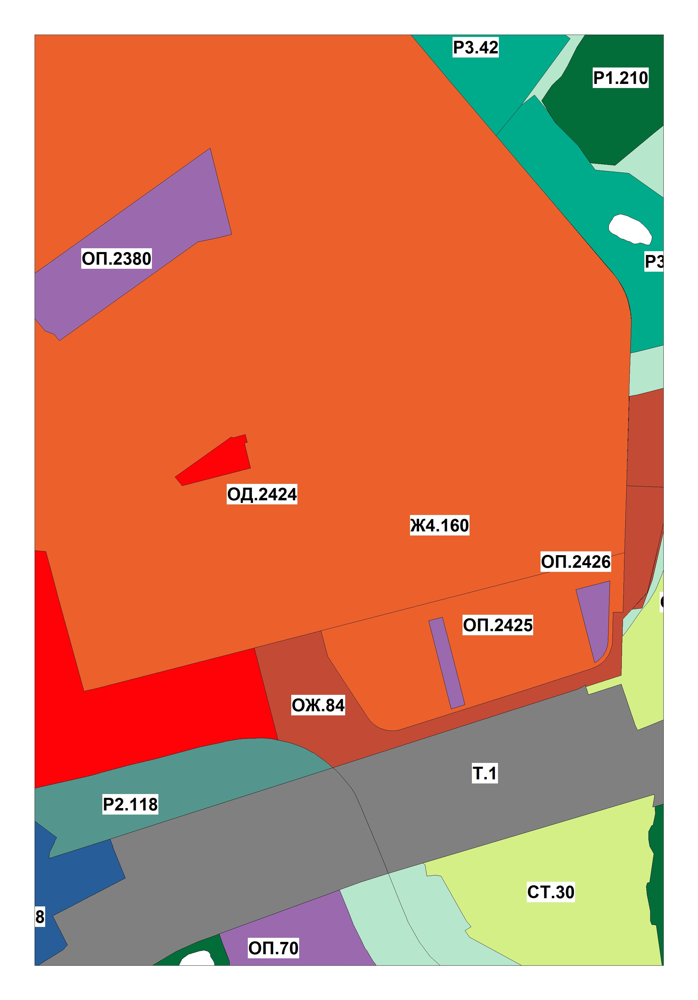 Р3.42
Р1.210
ОП.2380
Р3
ОД.2424
Ж4.160
ОП.2426
ОП.2425
ОЖ.84
Т.1
Р2.118
СТ.30
8
ОП.70